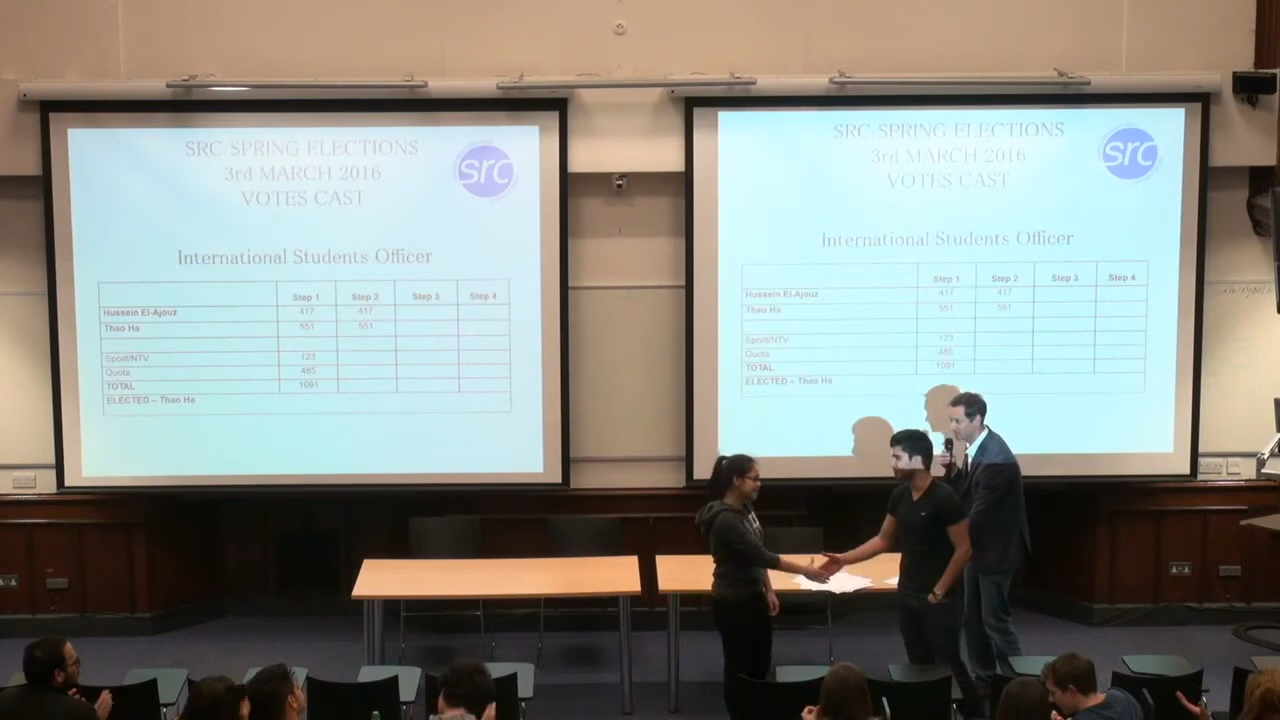 SRC SPRING ELECTIONS
3rd MARCH 2016
VOTES CAST
src
International Students Officer
Step 1 Step 2 Step 3 Step 4
Hussein El-Ajouz 417 417
Thao Ha 551 551
Spoilt/NTV 123
Quota 485
TOTAL 1091
ELECTED – Thao Ha
SRC SPRING ELECTIONS
3rd MARCH 2016
VOTES CAST
src
International Students Officer
Step 1 Step 2 Step 3 Step 4
Hussein El-Ajouz 417 417
Thao Ha 551 551
Spoilt/NTV 123
Quota 485
TOTAL 1091
ELECTED – Thao Ha